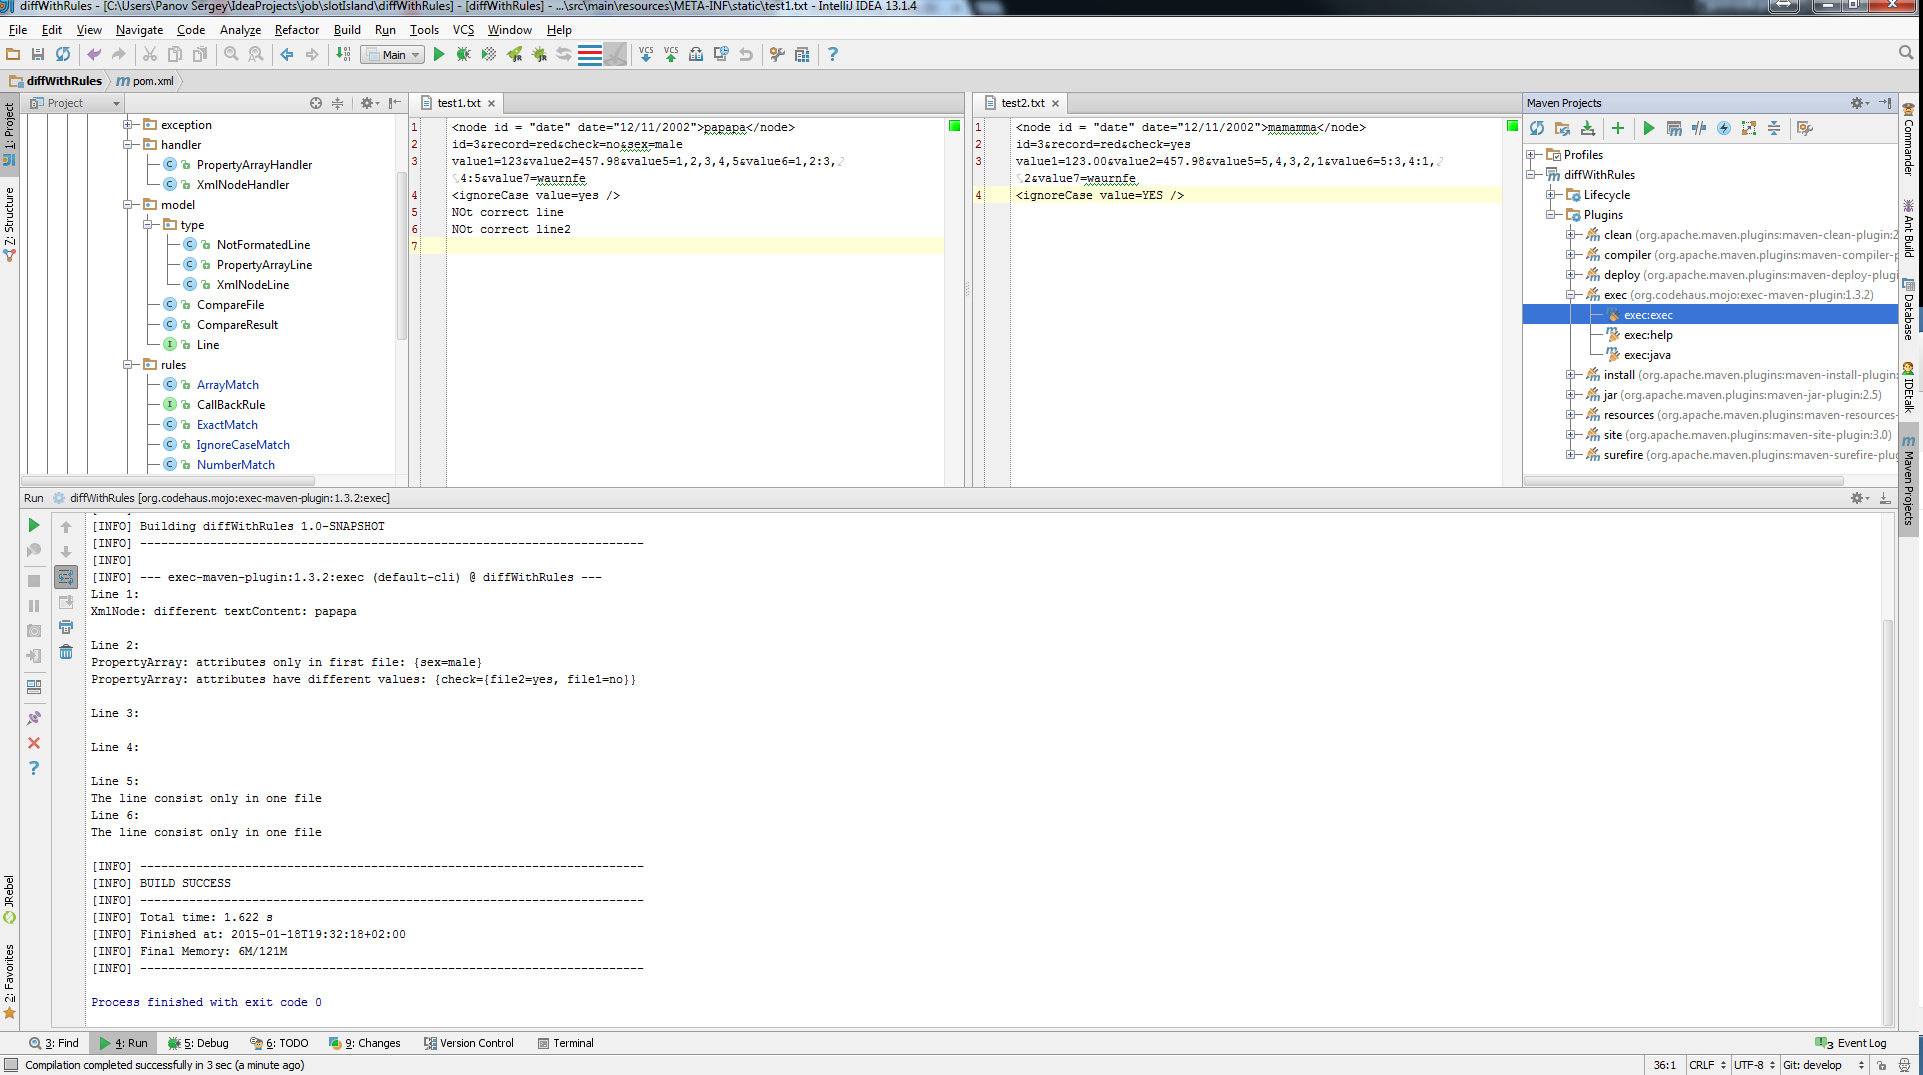 diffWithRules - [C:\Users\Panov Sergey\IdeaProjects\job\slotIsland\diffWithRules] - [diffWithRules] - ...\src\main\resources\META-INF\static\test1.txt - IntelliJ IDEA 13.1.4
File Edit View Navigate Code Analyze Refactor Build Run Tools VCS Window Help
Main
diffWithRules pom.xml
Project
exception
handler
PropertyArrayHandler
XmlNodeHandler
model
type
NotFormatedLine
PropertyArrayLine
XmlNodeLine
CompareFile
CompareResult
Line
rules
ArrayMatch
CallBackRule
ExactMatch
IgnoreCaseMatch
NumberMatch
test1.txt
1 <node id = "date" date="12/11/2002">papapa</node>
2 id=3&record=red&check=no&sex=male
3 value1=123&value2=457.98&value5=1,2,3,4,5&value6=1,2:3,
4:5&value7=waurnfe
4 <ignoreCase value=yes />
5 NOt correct line
6 NOt correct line2
7
test2.txt
1 <node id = "date" date="12/11/2002">mamamma</node>
2 id=3&record=red&check=yes
3 value1=123.00&value2=457.98&value5=5,4,3,2,1&value6=5:3,4:1,
2&value7=waurnfe
4 <ignoreCase value=YES />
Maven Projects
Profiles
diffWithRules
Lifecycle
Plugins
clean (org.apache.maven.plugins:maven-clean-plugin:2
compiler (org.apache.maven.plugins:maven-compiler-p
deploy (org.apache.maven.plugins:maven-deploy-plugi
exec (org.codehaus.mojo:exec-maven-plugin:1.3.2)
exec:exec
exec:help
exec:java
install (org.apache.maven.plugins:maven-install-plugin:
jar (org.apache.maven.plugins:maven-jar-plugin:2.5)
resources (org.apache.maven.plugins:maven-resources-
site (org.apache.maven.plugins:maven-site-plugin:3.0)
surefire (org.apache.maven.plugins:maven-surefire-plug
1: Project
7: Structure
JRebel
2: Favorites
Commander
Ant Build
Database
IDEtalk
Maven Projects
Run diffWithRules [org.codehaus.mojo:exec-maven-plugin:1.3.2:exec]
[INFO] Building diffWithRules 1.0-SNAPSHOT
[INFO] ------------------------------------------------------------------------
[INFO]
[INFO] --- exec-maven-plugin:1.3.2:exec (default-cli) @ diffWithRules ---
Line 1:
XmlNode: different textContent: papapa
Line 2:
PropertyArray: attributes only in first file: {sex=male}
PropertyArray: attributes have different values: {check={file2=yes, file1=no}}
Line 3:
Line 4:
Line 5:
The line consist only in one file
Line 6:
The line consist only in one file
[INFO] ------------------------------------------------------------------------
[INFO] BUILD SUCCESS
[INFO] ------------------------------------------------------------------------
[INFO] Total time: 1.622 s
[INFO] Finished at: 2015-01-18T19:32:18+02:00
[INFO] Final Memory: 6M/121M
[INFO] ------------------------------------------------------------------------
Process finished with exit code 0
3: Find 4: Run 5: Debug 6: TODO 9: Changes Version Control Terminal 3 Event Log
Compilation completed successfully in 3 sec (a minute ago) 36:1 CRLF UTF-8 Git: develop